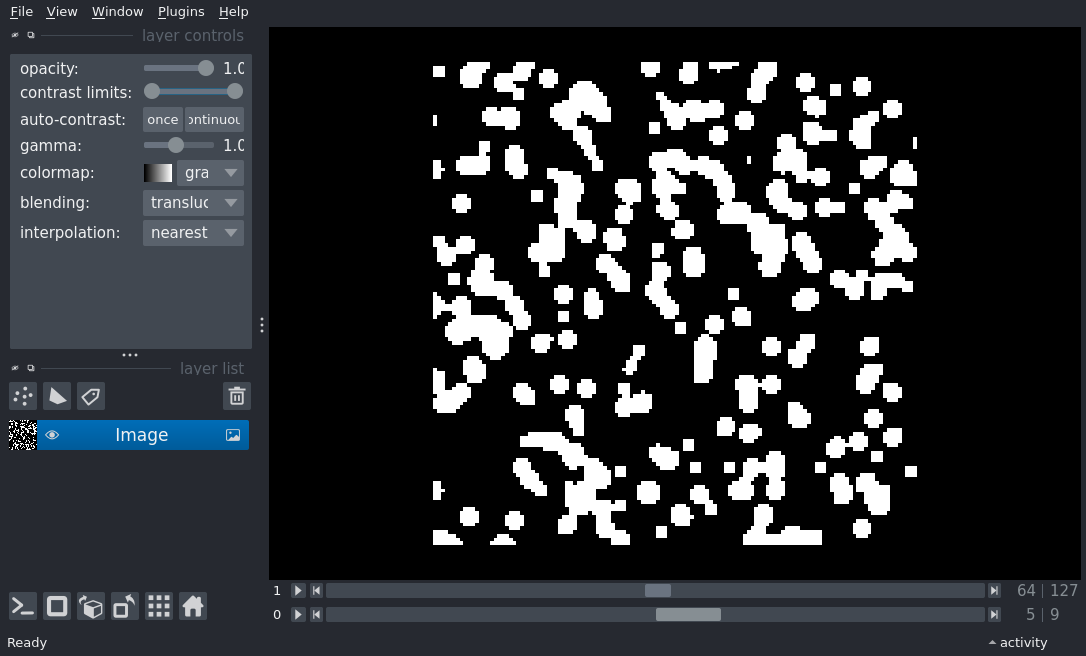 File View Window Plugins Help
layer controls
opacity: 1.0
contrast limits:
auto-contrast: once ontinuou
gamma: 1.0
colormap: gra
blending: transluc
interpolation: nearest
layer list
Image
1 64 127
0 5 9
Ready activity